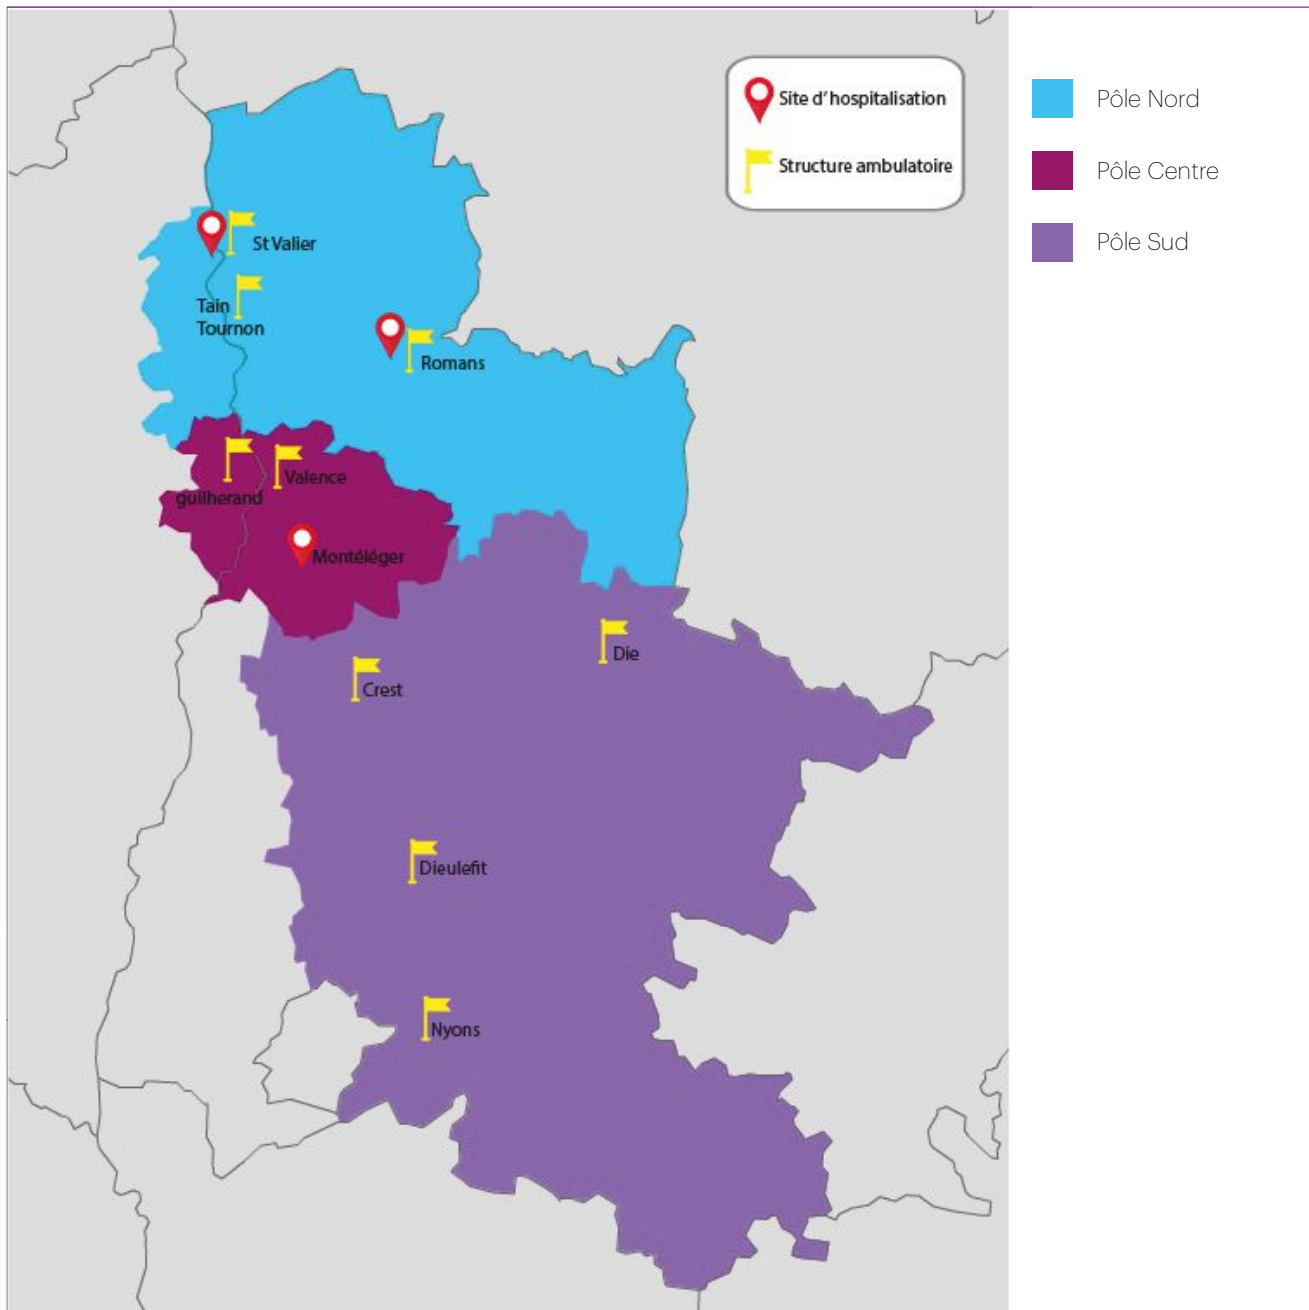 Site d'hospitalisation
Structure ambulatoire
Pôle Nord
Pôle Centre
Pôle Sud
St Valier
Tain
Tournon
Romans
guilherand
Valence
Montéléger
Die
Crest
Dieulefit
Nyons